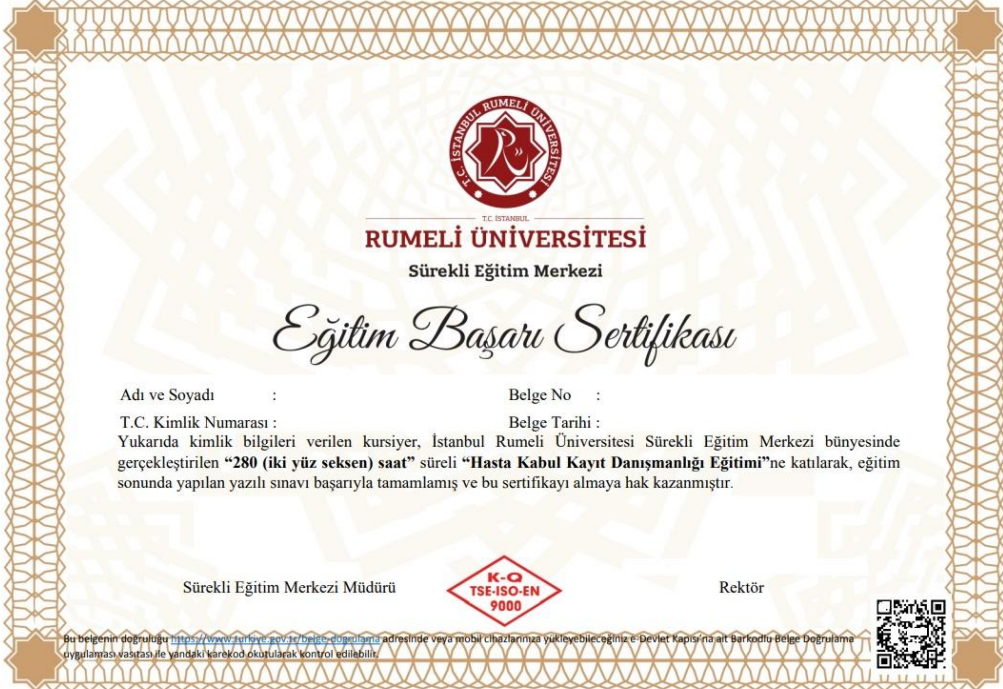 T.C. İSTANBUL RUMELİ ÜNİVERSİTESİ
T.C. İSTANBUL
RUMELİ ÜNİVERSİTESİ
Sürekli Eğitim Merkezi
Eğitim Başarı Sertifikası
Adı ve Soyadı : Belge No :
T.C. Kimlik Numarası : Belge Tarihi :
Yukarıda kimlik bilgileri verilen kursiyer, İstanbul Rumeli Üniversitesi Sürekli Eğitim Merkezi bünyesinde
gerçekleştirilen “280 (iki yüz seksen) saat” süreli “Hasta Kabul Kayıt Danışmanlığı Eğitimi”ne katılarak, eğitim
sonunda yapılan yazılı sınavı başarıyla tamamlamış ve bu sertifikayı almaya hak kazanmıştır.
Sürekli Eğitim Merkezi Müdürü
K-Q
TSE-ISO-EN
9000
Rektör
Bu belgenin doğruluğu https://www.turkiye.gov.tr/belge-dogrulama adresinde veya mobil cihazlarınıza yükleyebileceğiniz e-Devlet Kapısı'na ait Barkodlu Belge Doğrulama
uygulaması vasıtası ile yandaki karekod okutularak kontrol edilebilir.